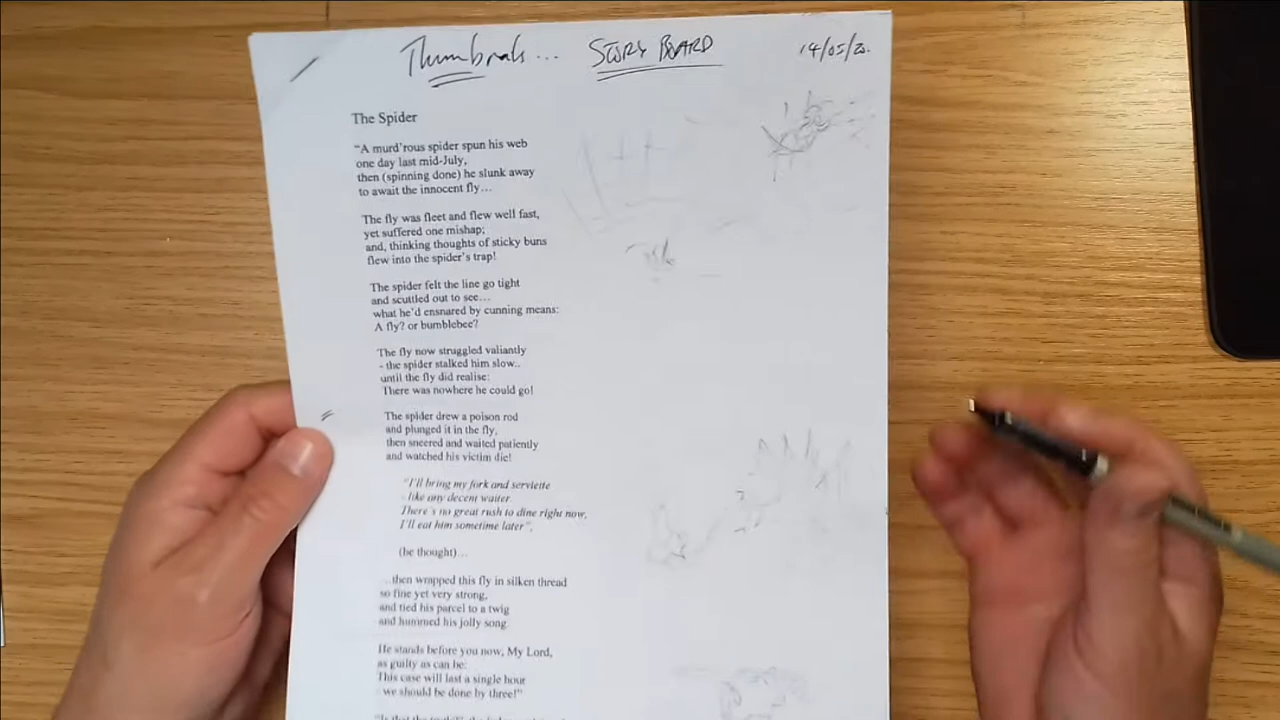 Thumbnails... STORY BOARD 14/05/20.
The Spider
"A murd'rous spider spun his web
one day last mid-July,
then (spinning done) he slunk away
to await the innocent fly...
The fly was fleet and flew well fast,
yet suffered one mishap;
and, thinking thoughts of sticky buns
flew into the spider's trap!
The spider felt the line go tight
and scuttled out to see...
what he'd ensnared by cunning means:
A fly? or bumblebee?
The fly now struggled valiantly
- the spider stalked him slow..
until the fly did realise:
There was nowhere he could go!
The spider drew a poison rod
and plunged it in the fly,
then sneered and waited patiently
and watched his victim die!
"I'll bring my fork and serviette
- like any decent waiter.
There's no great rush to dine right now,
I'll eat him sometime later",
(he thought)...
...then wrapped this fly in silken thread
so fine yet very strong,
and tied his parcel to a twig
and hummed his jolly song.
He stands before you now, My Lord,
as guilty as can be:
This case will last a single hour
- we should be done by three!"